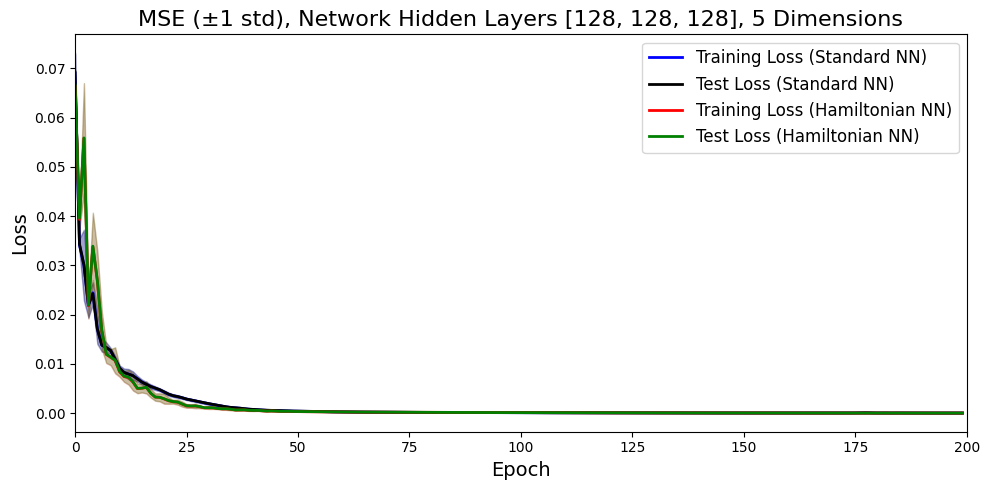 MSE (±1 std), Network Hidden Layers [128, 128, 128], 5 Dimensions
Training Loss (Standard NN)
Test Loss (Standard NN)
Training Loss (Hamiltonian NN)
Test Loss (Hamiltonian NN)
Loss
0.07
0.06
0.05
0.04
0.03
0.02
0.01
0.00
0 25 50 75 100 125 150 175 200
Epoch